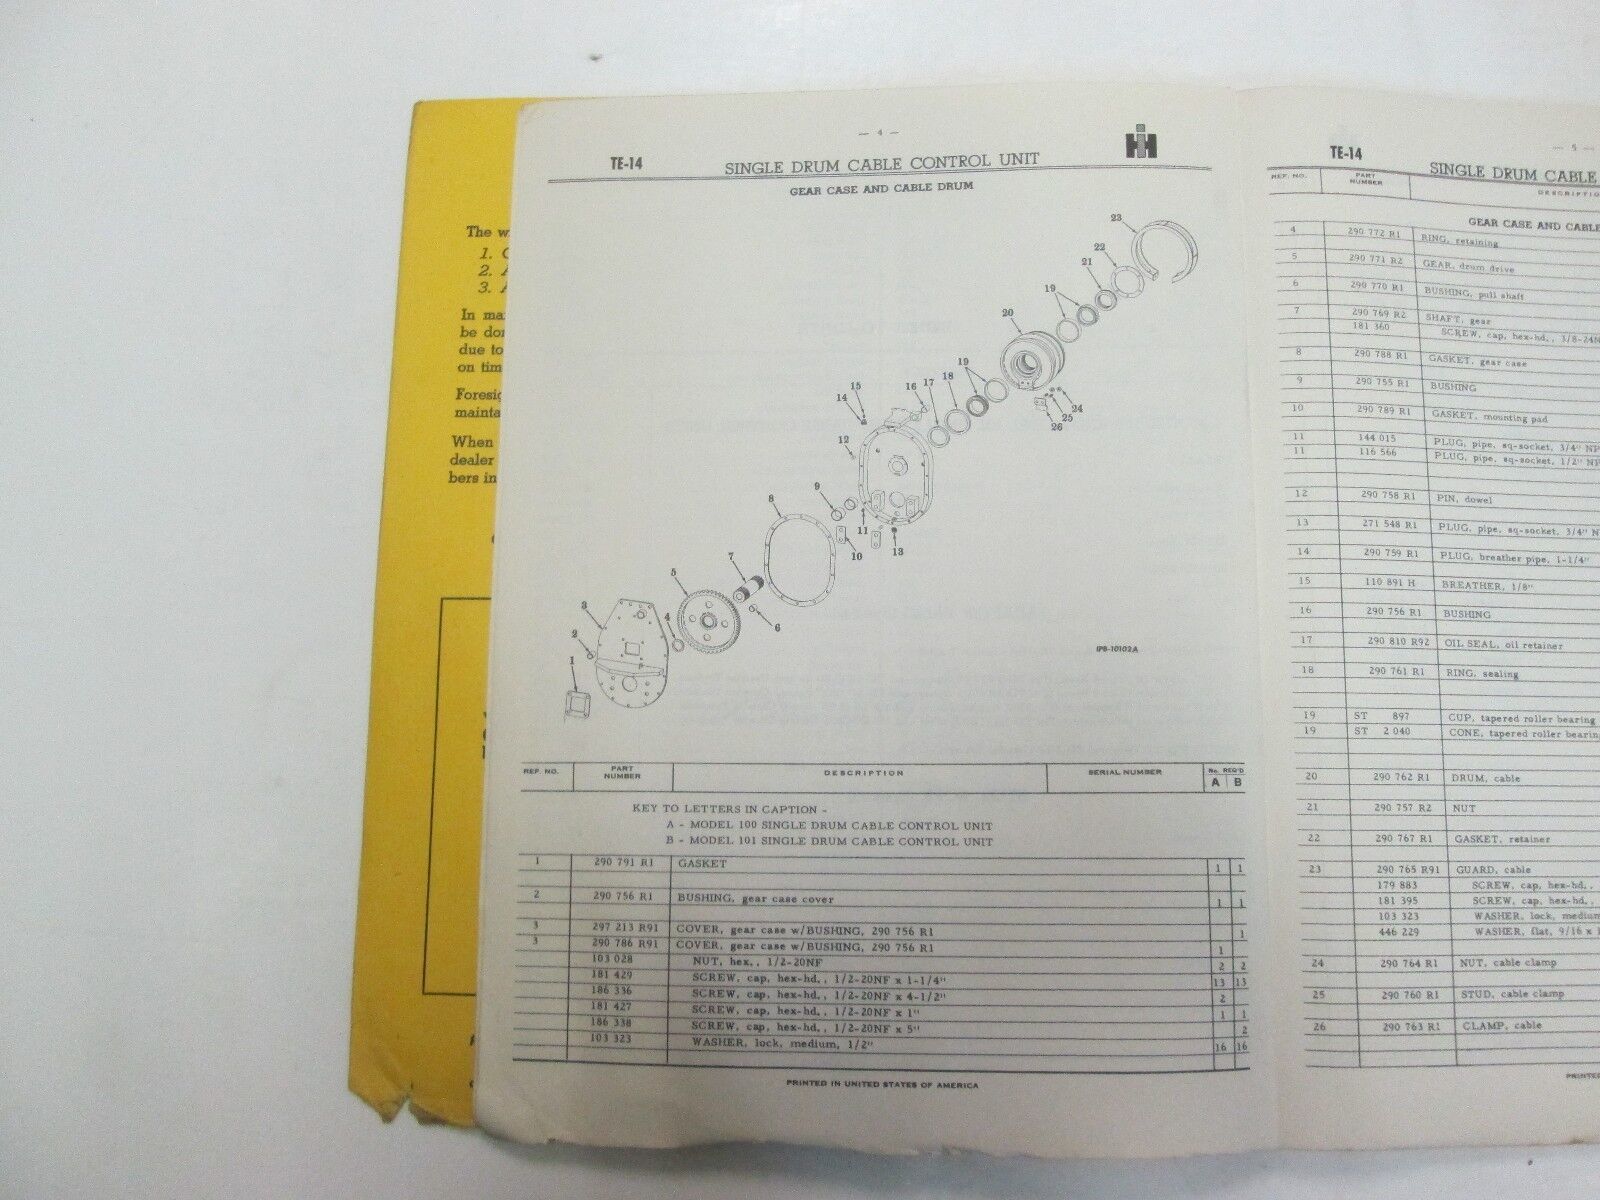 The w
1.
2.
3.
In ma
be do
due to
on tim
Foresi
mainta
When
dealer
bers in
— 4 —
TE-14
SINGLE DRUM CABLE CONTROL UNIT
IH
GEAR CASE AND CABLE DRUM
23
22
21
19
20
24
25
26
19
18
17
16
15
14
12
9
8
11
10
13
7
5
6
3
4
2
1
IPB-10102A
REF. NO. PART NUMBER DESCRIPTION SERIAL NUMBER No. REQ'D A B
KEY TO LETTERS IN CAPTION -
A - MODEL 100 SINGLE DRUM CABLE CONTROL UNIT
B - MODEL 101 SINGLE DRUM CABLE CONTROL UNIT
1 290 791 R1 GASKET 1 1
2 290 756 R1 BUSHING, gear case cover 1 1
3 297 213 R91 COVER, gear case w/BUSHING, 290 756 R1 1
3 290 786 R91 COVER, gear case w/BUSHING, 290 756 R1 1
103 028 NUT, hex., 1/2-20NF 2 2
181 429 SCREW, cap, hex-hd., 1/2-20NF x 1-1/4" 13 13
186 336 SCREW, cap, hex-hd., 1/2-20NF x 4-1/2" 2
181 427 SCREW, cap, hex-hd., 1/2-20NF x 1" 1 1
186 338 SCREW, cap, hex-hd., 1/2-20NF x 5" 2
103 323 WASHER, lock, medium, 1/2" 16 16
PRINTED IN UNITED STATES OF AMERICA
— 5 —
TE-14
SINGLE DRUM CABLE
REF. NO. PART NUMBER DESCRIPTIO
GEAR CASE AND CABLE
4 290 772 R1 RING, retaining
5 290 771 R2 GEAR, drum drive
6 290 770 R1 BUSHING, pull shaft
7 290 769 R2 SHAFT, gear
181 360 SCREW, cap, hex-hd., 3/8-24N
8 290 788 R1 GASKET, gear case
9 290 755 R1 BUSHING
10 290 789 R1 GASKET, mounting pad
11 144 015 PLUG, pipe, sq-socket, 3/4" NP
11 116 566 PLUG, pipe, sq-socket, 1/2" NP
12 290 758 R1 PIN, dowel
13 271 548 R1 PLUG, pipe, sq-socket, 3/4" N
14 290 759 R1 PLUG, breather pipe, 1-1/4"
15 110 891 H BREATHER, 1/8"
16 290 756 R1 BUSHING
17 290 810 R92 OIL SEAL, oil retainer
18 290 761 R1 RING, sealing
19 ST 897 CUP, tapered roller bearing
19 ST 2 040 CONE, tapered roller bearin
20 290 762 R1 DRUM, cable
21 290 757 R2 NUT
22 290 767 R1 GASKET, retainer
23 290 765 R91 GUARD, cable
179 883 SCREW, cap, hex-hd.,
181 395 SCREW, cap, hex-hd.,
103 323 WASHER, lock, medium
446 229 WASHER, flat, 9/16 x 1
24 290 764 R1 NUT, cable clamp
25 290 760 R1 STUD, cable clamp
26 290 763 R1 CLAMP, cable
PRINTE